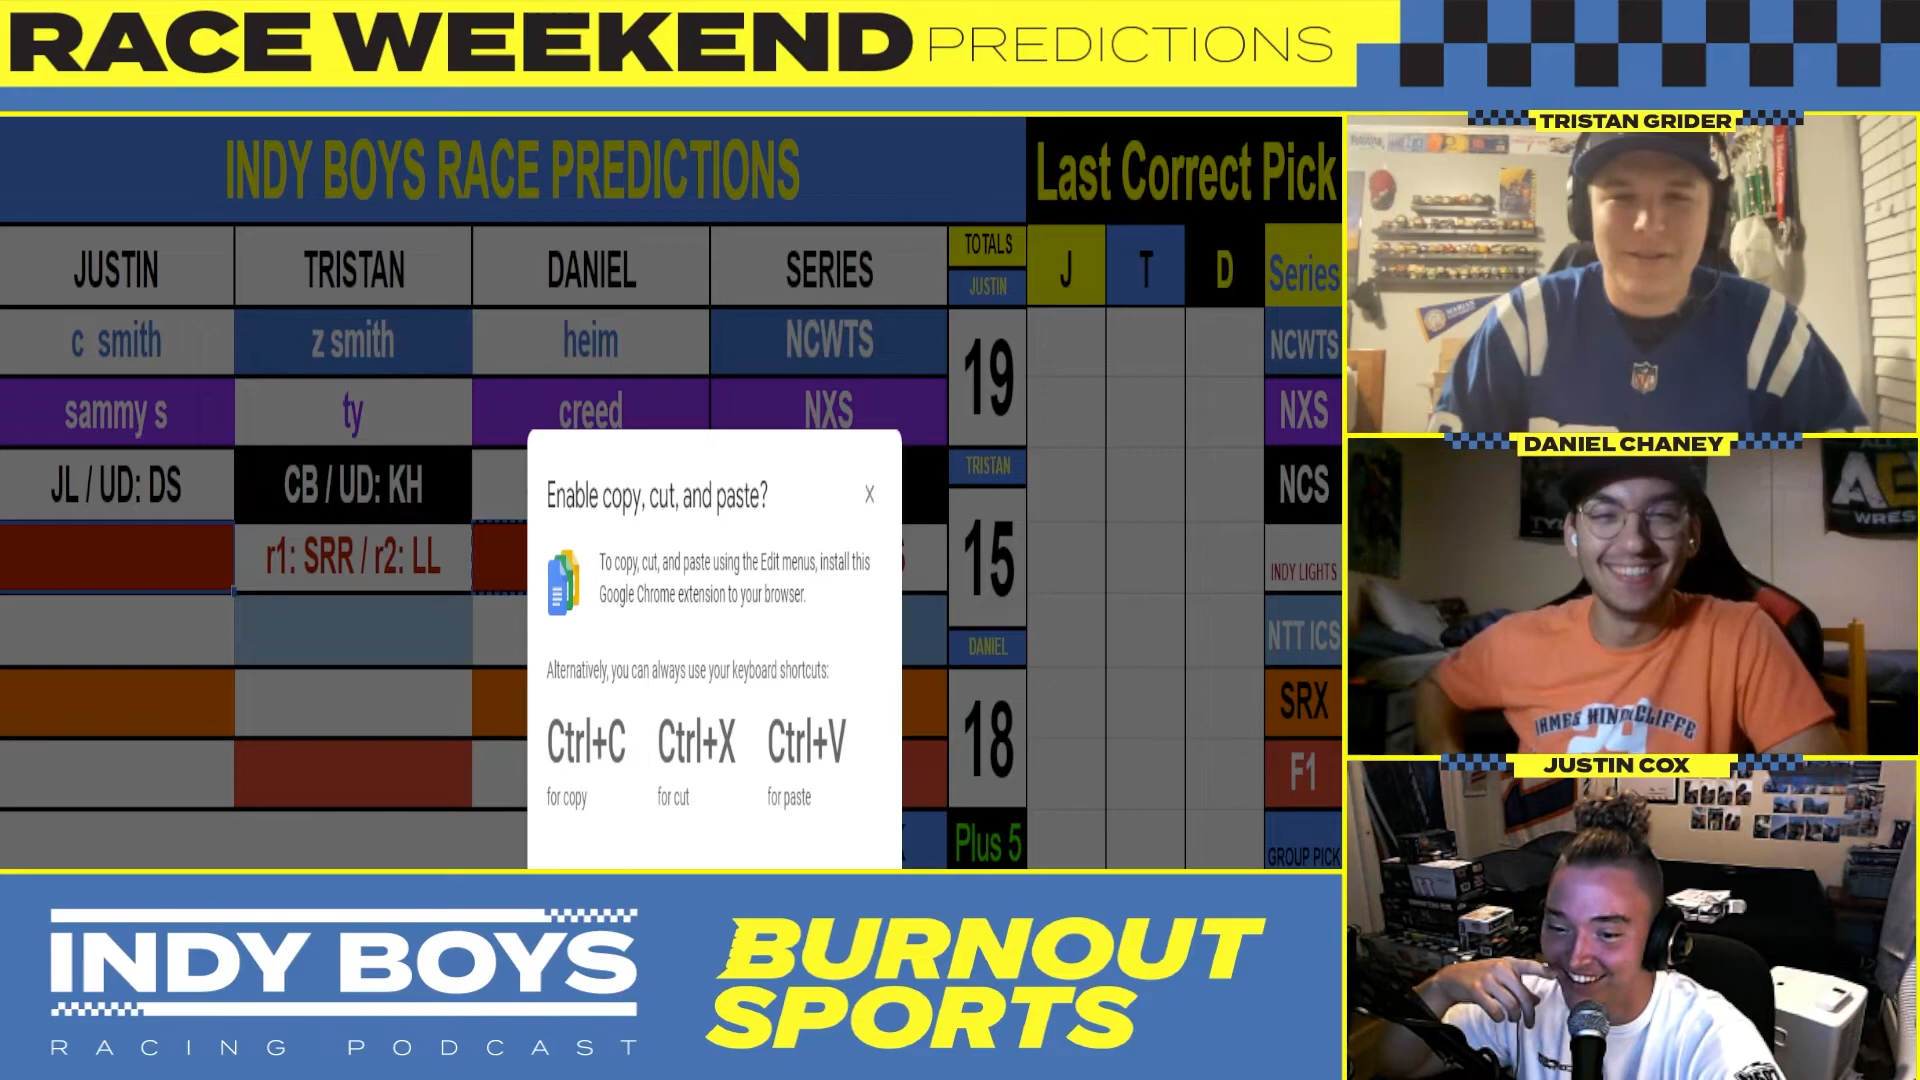 RACE WEEKEND PREDICTIONS
INDY BOYS RACE PREDICTIONS
Last Correct Pick
JUSTIN TRISTAN DANIEL SERIES TOTALS J T D Series
JUSTIN
c smith z smith heim NCWTS 19 NCWTS
sammy s ty creed NXS NXS
TRISTAN
JL / UD: DS CB / UD: KH NCS
r1: SRR / r2: LL 15 INDY LIGHTS
DANIEL NTT ICS
18 SRX
F1
Plus 5 GROUP PICK
Enable copy, cut, and paste? X
To copy, cut, and paste using the Edit menus, install this
Google Chrome extension to your browser.
Alternatively, you can always use your keyboard shortcuts:
Ctrl+C Ctrl+X Ctrl+V
for copy for cut for paste
TRISTAN GRIDER
NFL
DANIEL CHANEY
WRES
JAMES HINCHCLIFFE
JUSTIN COX
INDY BOYS
RACING PODCAST
BURNOUT
SPORTS